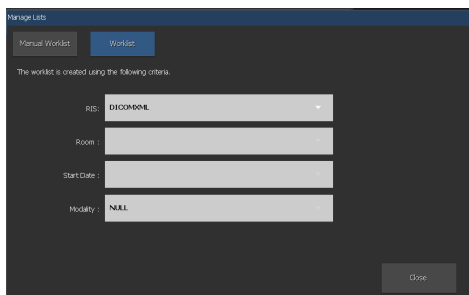 Manage Lists
Manual Worklist
Worklist
The worklist is created using the following criteria.
RIS: DICOMXML
Room :
Start Date :
Modality : NULL
Close